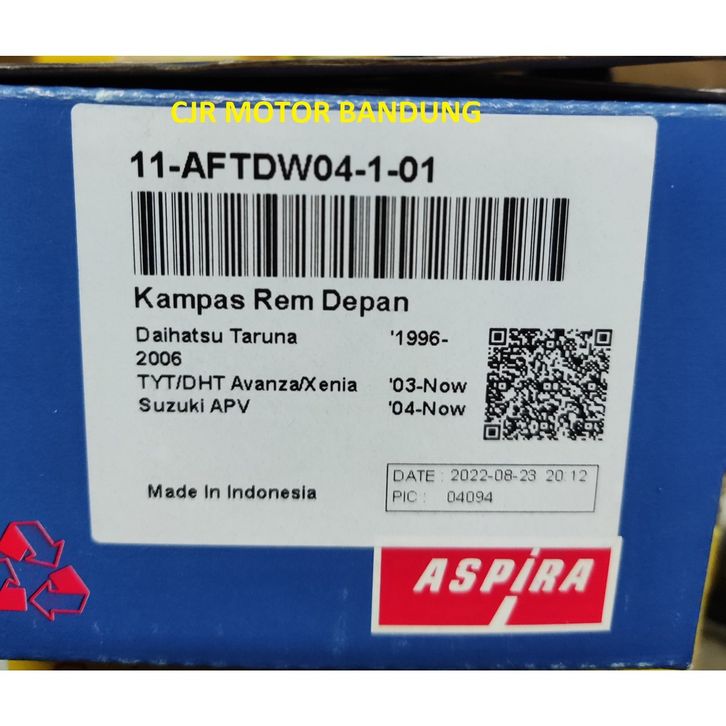 CJR MOTOR BANDUNG
11-AFTDW04-1-01
Kampas Rem Depan
Daihatsu Taruna '1996-
2006
TYT/DHT Avanza/Xenia '03-Now
Suzuki APV '04-Now
Made In Indonesia
DATE : 2022-08-23 20:12
PIC : 04094
ASPIRA